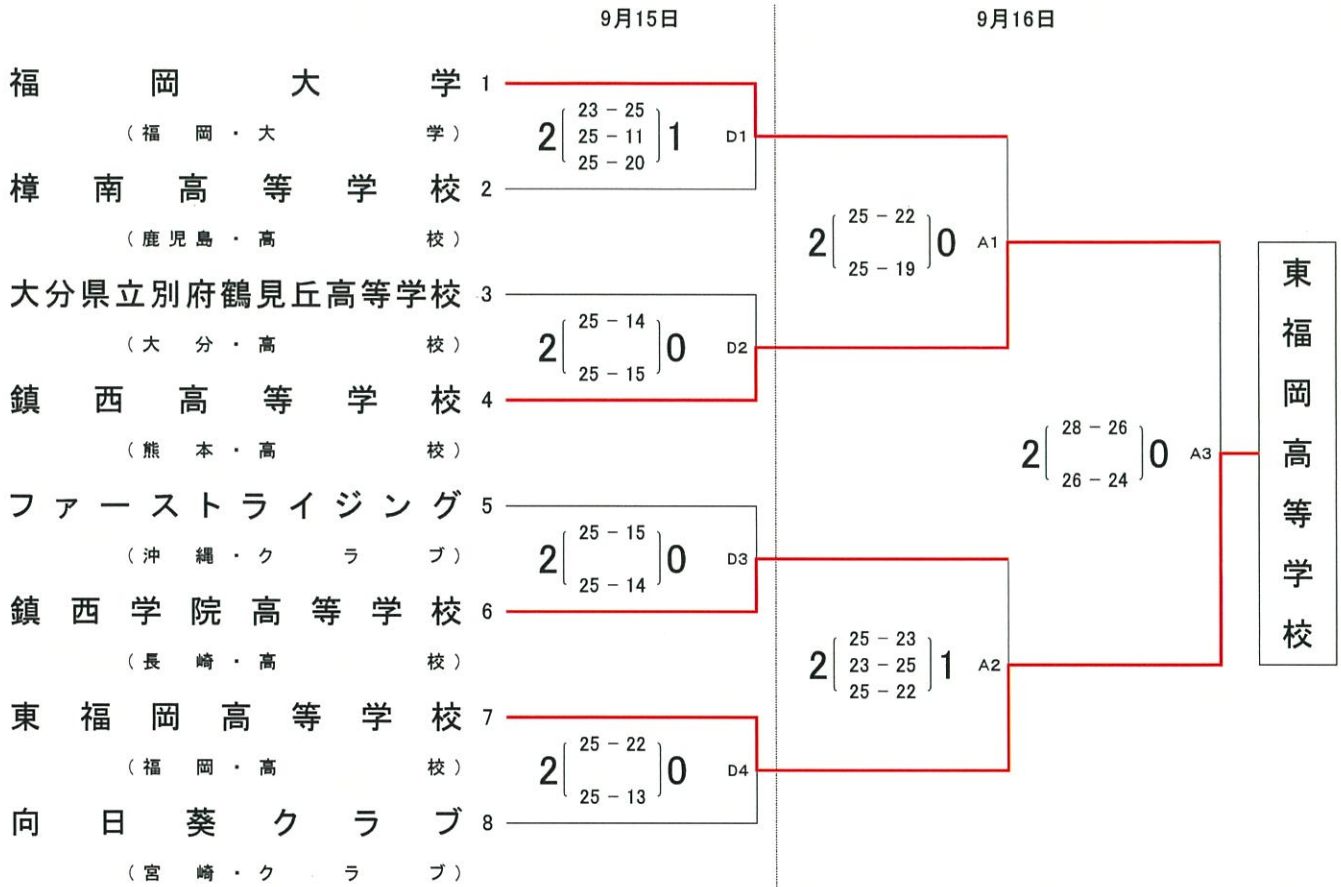 9月15日
9月16日
福岡大学 1
(福岡・大学)
2 23 － 25 1 D1
25 － 11
25 － 20
樟南高等学校 2
(鹿児島・高校)
2 25 － 22 0 A1
25 － 19
大分県立別府鶴見丘高等学校 3
(大分・高校)
2 25 － 14 0 D2
25 － 15
鎮西高等学校 4
(熊本・高校)
2 28 － 26 0 A3
26 － 24
東福岡高等学校
ファーストライジング 5
(沖縄・クラブ)
2 25 － 15 0 D3
25 － 14
鎮西学院高等学校 6
(長崎・高校)
2 25 － 23 1 A2
23 － 25
25 － 22
東福岡高等学校 7
(福岡・高校)
2 25 － 22 0 D4
25 － 13
向日葵クラブ 8
(宮崎・クラブ)